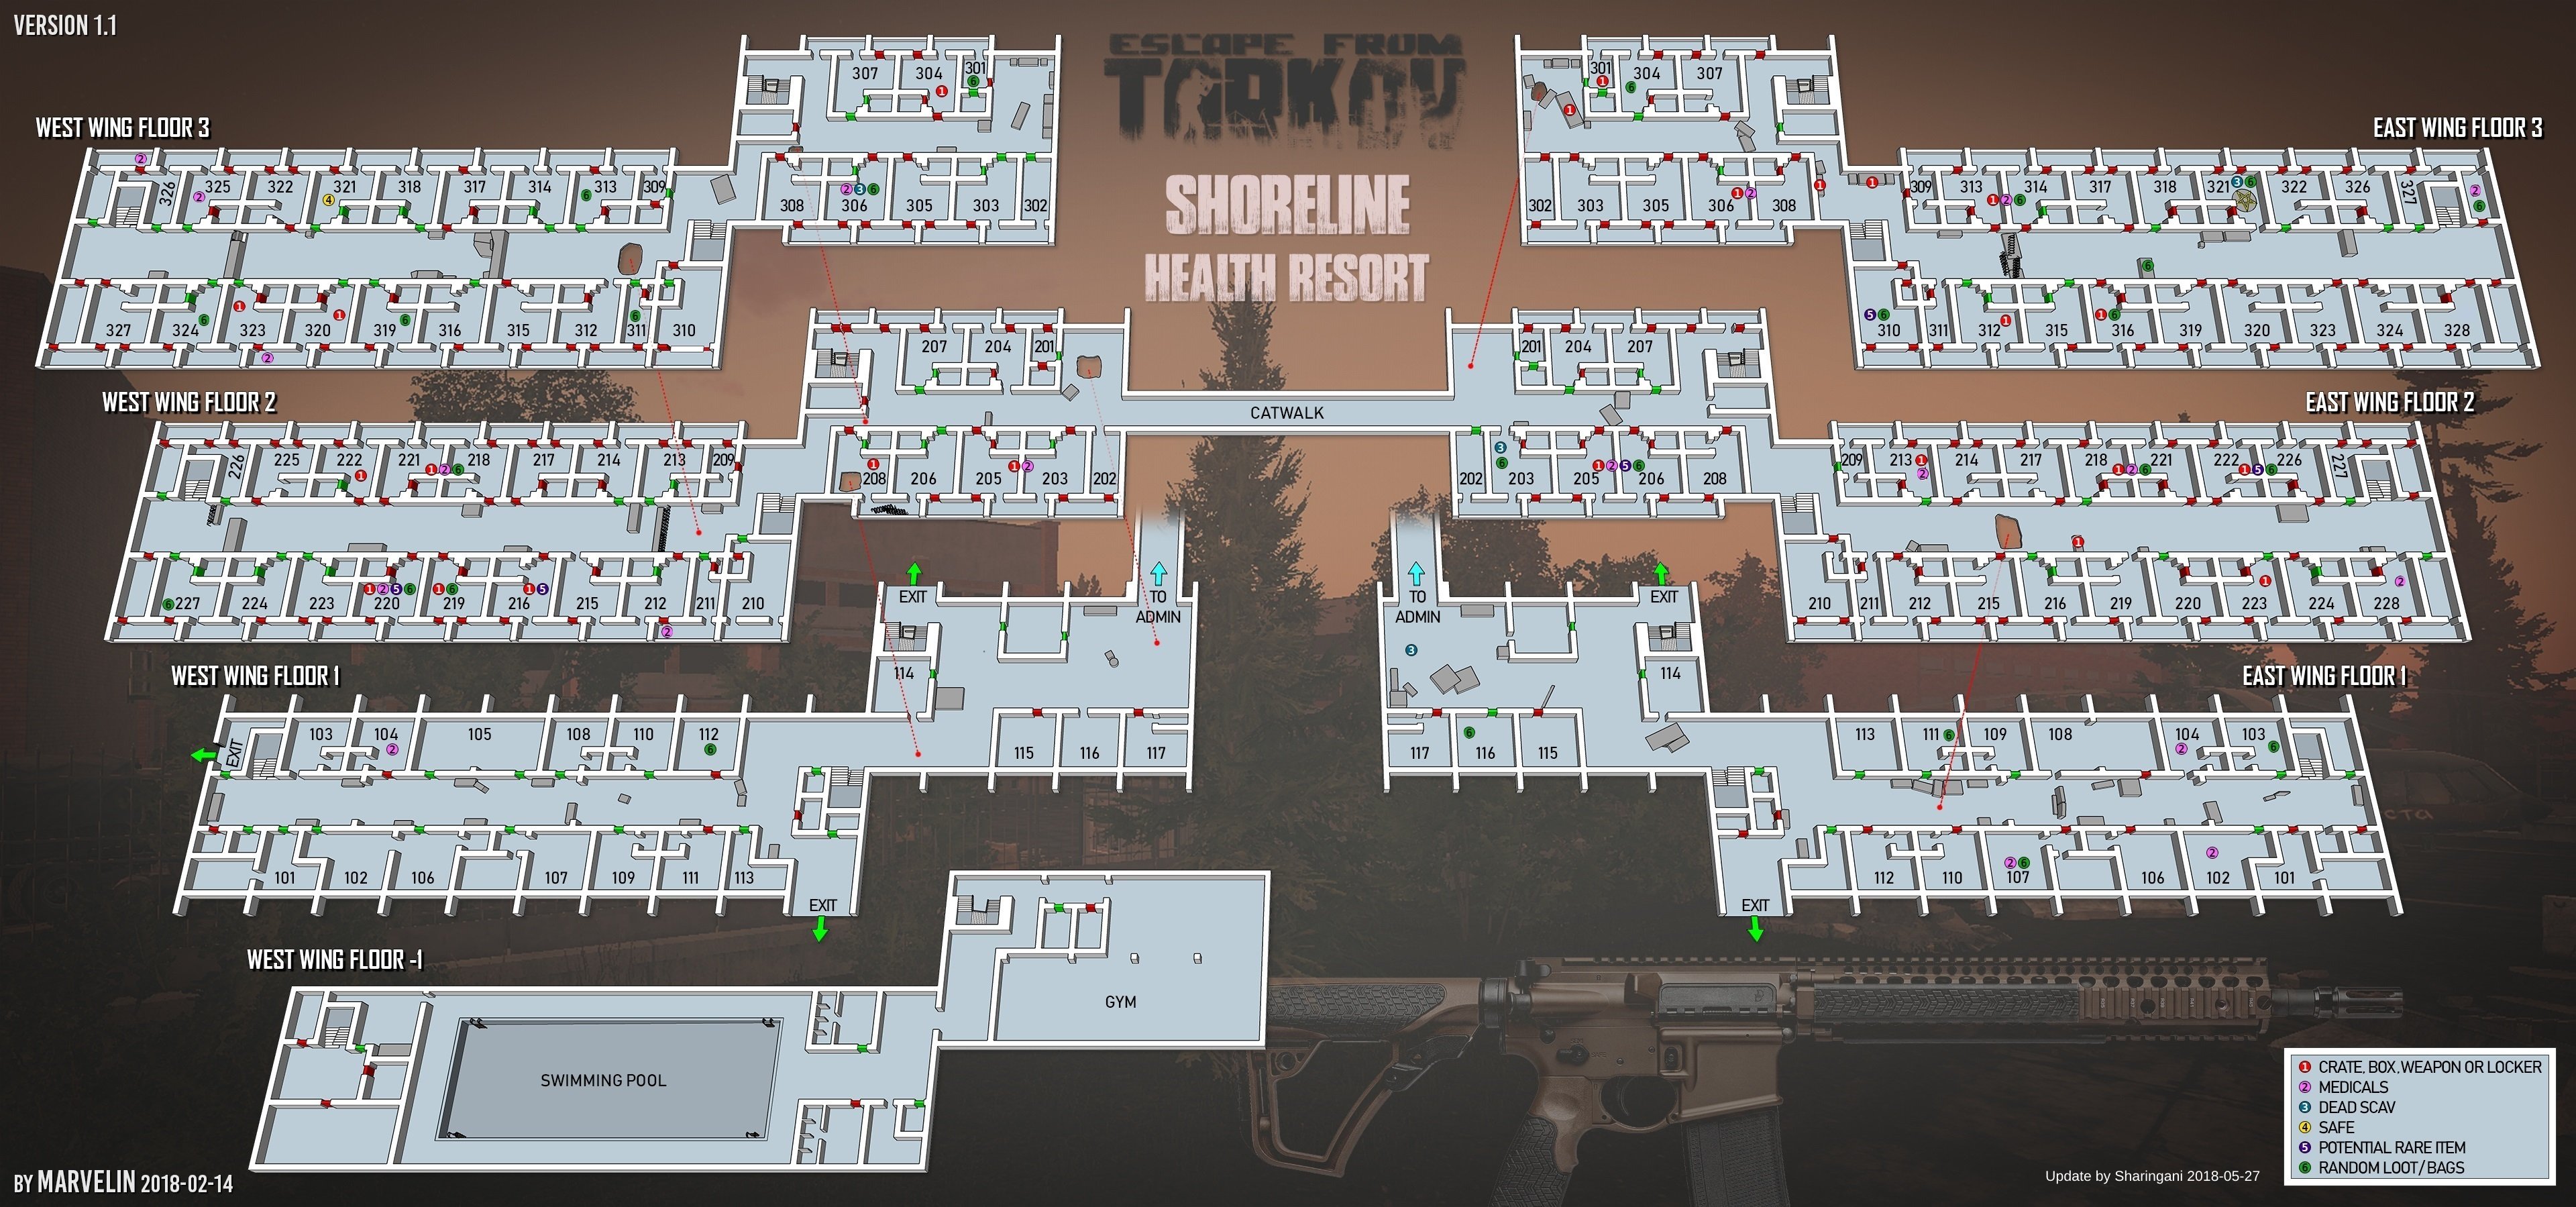 VERSION 1.1
ESCAPE FROM
TARKOV
SHORELINE
HEALTH RESORT
WEST WING FLOOR 3
307 304 301
326 325 322 321 318 317 314 313 309
308 306 305 303 302
327 324 323 320 319 316 315 312 311 310
EAST WING FLOOR 3
301 304 307
302 303 305 306 308
309 313 314 317 318 321 322 326 327
310 311 312 315 316 319 320 323 324 328
WEST WING FLOOR 2
207 204 201
226 225 222 221 218 217 214 213 209
208 206 205 203 202
227 224 223 220 219 216 215 212 211 210
CATWALK
EAST WING FLOOR 2
201 204 207
202 203 205 206 208
209 213 214 217 218 221 222 226 227
210 211 212 215 216 219 220 223 224 228
WEST WING FLOOR 1
EXIT
TO
ADMIN
114
EXIT 103 104 105 108 110 112
115 116 117
101 102 106 107 109 111 113
EXIT
EAST WING FLOOR 1
TO
ADMIN
EXIT
114
117 116 115
113 111 109 108 104 103
112 110 107 106 102 101
EXIT
WEST WING FLOOR -1
GYM
SWIMMING POOL
1 CRATE, BOX, WEAPON OR LOCKER
2 MEDICALS
3 DEAD SCAV
4 SAFE
5 POTENTIAL RARE ITEM
6 RANDOM LOOT/BAGS
BY MARVELIN 2018-02-14
Update by Sharingani 2018-05-27